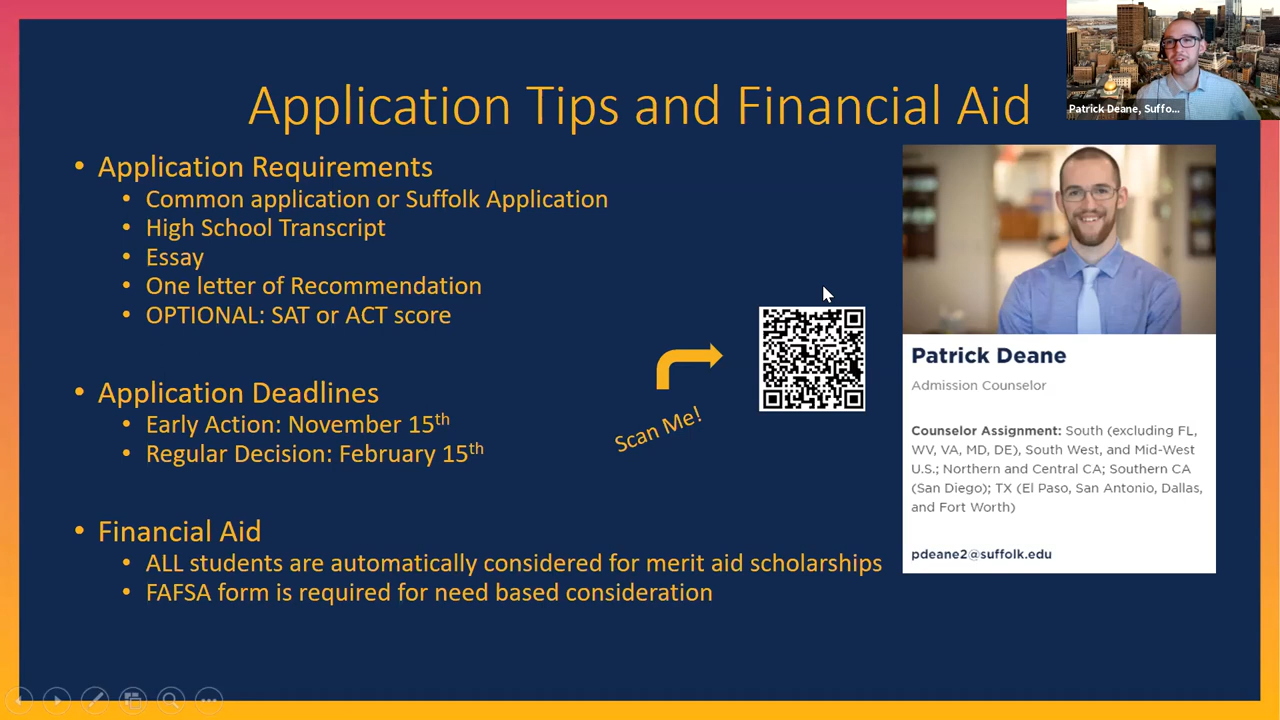 Application Tips and Financial Aid
Patrick Deane, Suffo...
• Application Requirements
• Common application or Suffolk Application
• High School Transcript
• Essay
• One letter of Recommendation
• OPTIONAL: SAT or ACT score
• Application Deadlines
• Early Action: November 15th
• Regular Decision: February 15th
Scan Me!
• Financial Aid
• ALL students are automatically considered for merit aid scholarships
• FAFSA form is required for need based consideration
Patrick Deane
Admission Counselor
Counselor Assignment: South (excluding FL,
WV, VA, MD, DE), South West, and Mid-West
U.S.; Northern and Central CA; Southern CA
(San Diego); TX (El Paso, San Antonio, Dallas,
and Fort Worth)
pdeane2@suffolk.edu